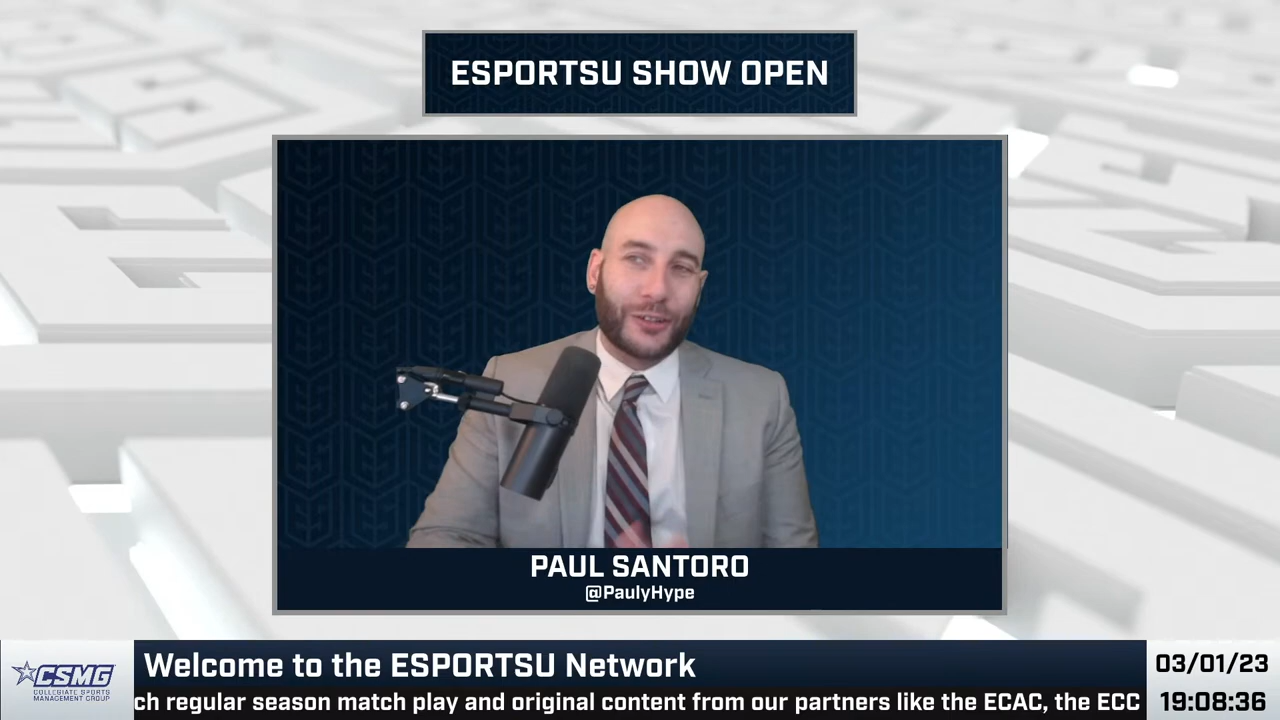 ESPORTSU SHOW OPEN
PAUL SANTORO
@PaulyHype
CSMG
COLLEGIATE SPORTS
MANAGEMENT GROUP
Welcome to the ESPORTSU Network
ch regular season match play and original content from our partners like the ECAC, the ECC
03/01/23
19:08:36